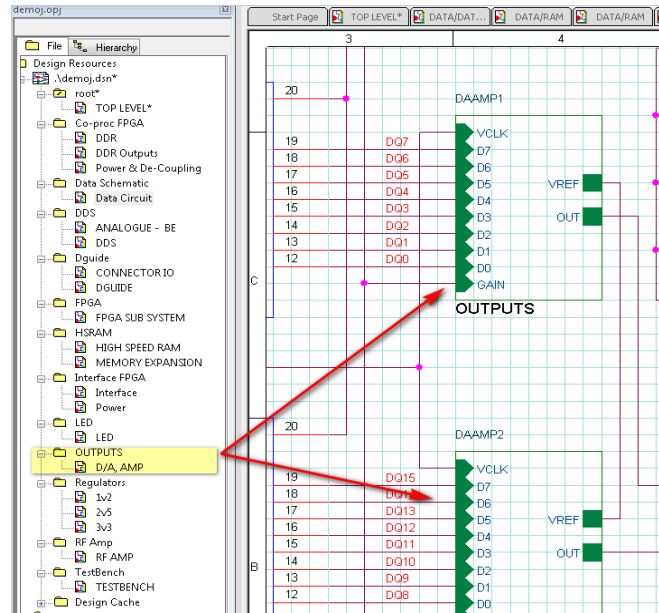 demoj.opj
File
Hierarchy
Design Resources
.\demoj.dsn*
root*
TOP LEVEL*
Co-proc FPGA
DDR
DDR Outputs
Power & De-Coupling
Data Schematic
Data Circuit
DDS
ANALOGUE - BE
DDS
Dguide
CONNECTOR IO
DGUIDE
FPGA
FPGA SUB SYSTEM
HSRAM
HIGH SPEED RAM
MEMORY EXPANSION
Interface FPGA
Interface
Power
LED
LED
OUTPUTS
D/A, AMP
Regulators
1v2
2v5
3v3
RF Amp
RF AMP
TestBench
TESTBENCH
Design Cache
Start Page
TOP LEVEL*
DATA/DAT...
DATA/RAM
DATA/RAM
3
4
20
DAAMP1
VCLK
19 DQ7 D7
18 DQ6 D6
17 DQ5 D5 VREF
16 DQ4 D4
15 DQ3 D3 OUT
14 DQ2 D2
13 DQ1 D1
12 DQ0 D0
C
GAIN
OUTPUTS
20
DAAMP2
VCLK
19 DQ15 D7
18 D6
17 DQ13 D5 VREF
16 DQ12 D4
15 DQ11 D3 OUT
14 DQ10 D2
B
13 DQ9 D1
12 DQ8 D0